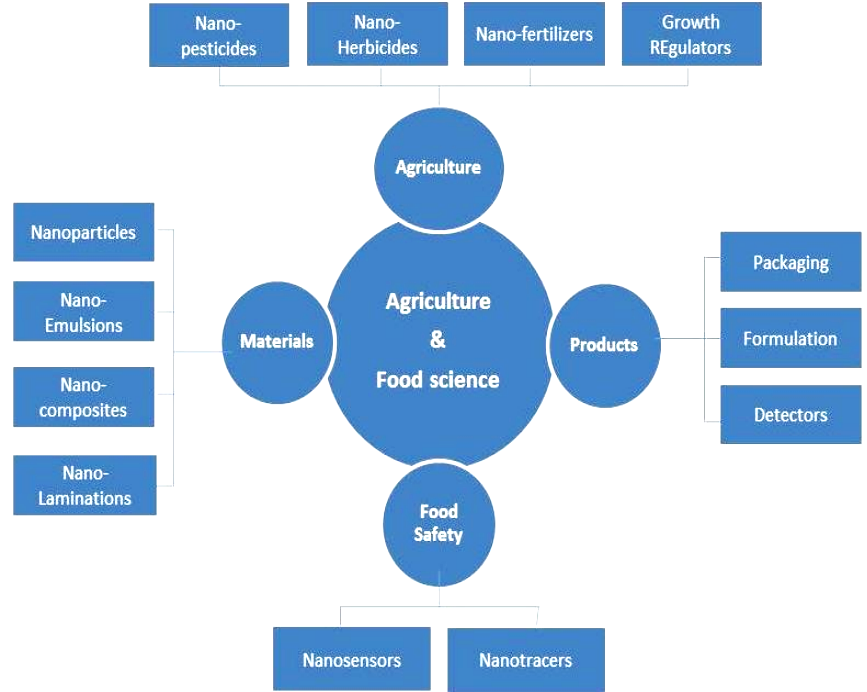 Nano-
pesticides
Nano-
Herbicides
Nano-fertilizers
Growth
REgulators
Agriculture
Nanoparticles
Nano-
Emulsions
Nano-
composites
Nano-
Laminations
Materials
Agriculture
&
Food science
Products
Packaging
Formulation
Detectors
Food
Safety
Nanosensors
Nanotracers